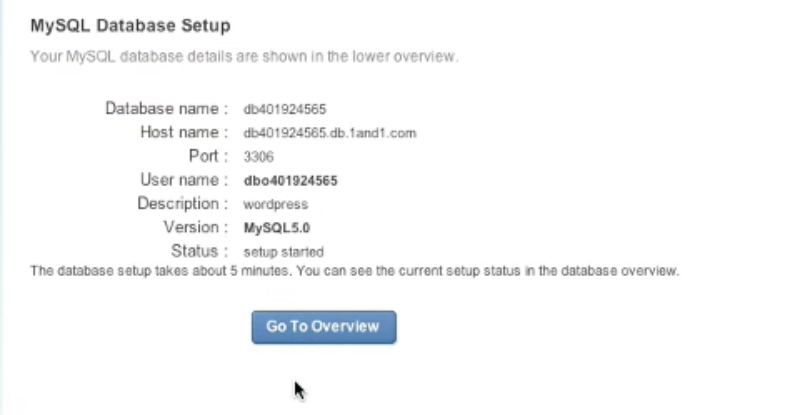 MySQL Database Setup
Your MySQL database details are shown in the lower overview.
Database name : db401924565
Host name : db401924565.db.1and1.com
Port : 3306
User name : dbo401924565
Description : wordpress
Version : MySQL5.0
Status : setup started
The database setup takes about 5 minutes. You can see the current setup status in the database overview.
Go To Overview